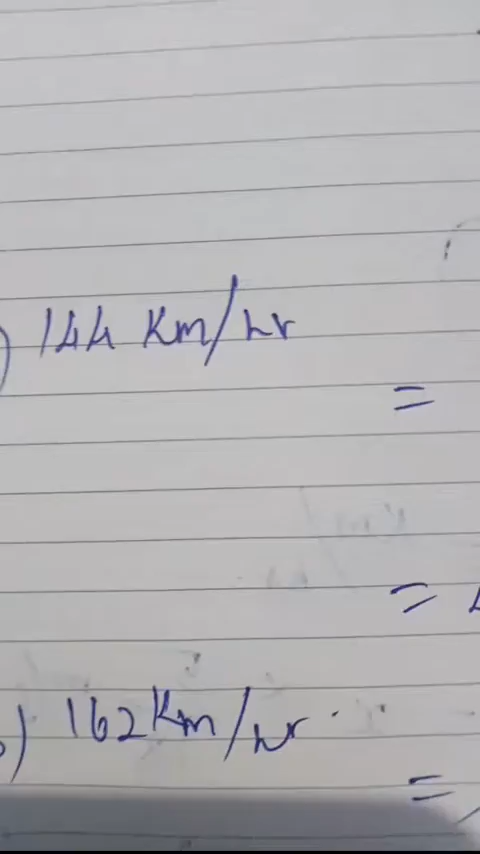 ) 144 Km/hr
=
=
) 162 Km/hr
=